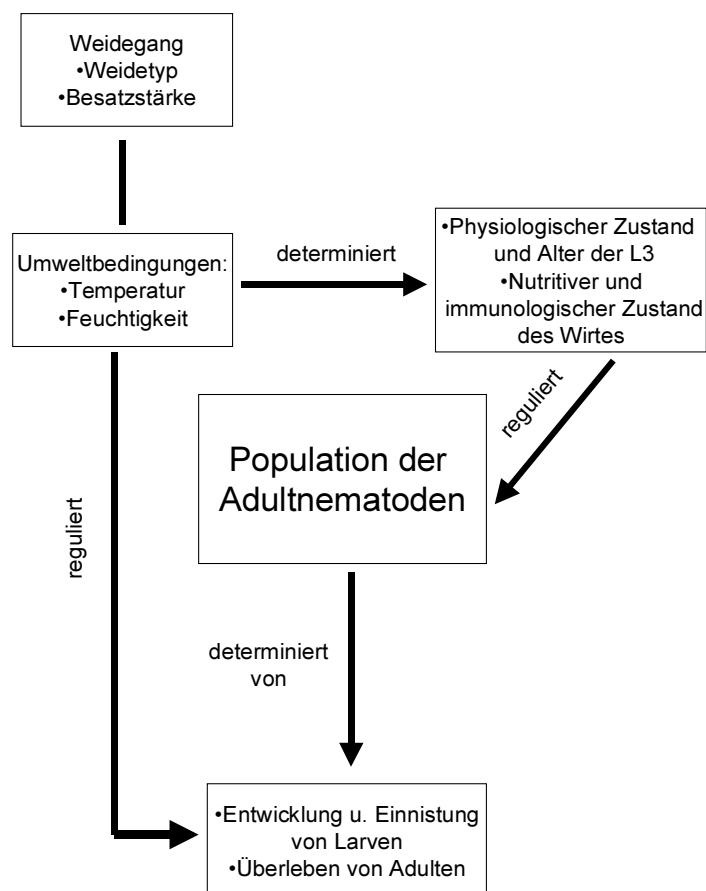 Weidegang
•Weidetyp
•Besatzstärke
Umweltbedingungen:
•Temperatur
•Feuchtigkeit
determiniert
•Physiologischer Zustand
und Alter der L3
•Nutritiver und
immunologischer Zustand
des Wirtes
reguliert
Population der
Adultnematoden
reguliert
determiniert
von
•Entwicklung u. Einnistung
von Larven
•Überleben von Adulten